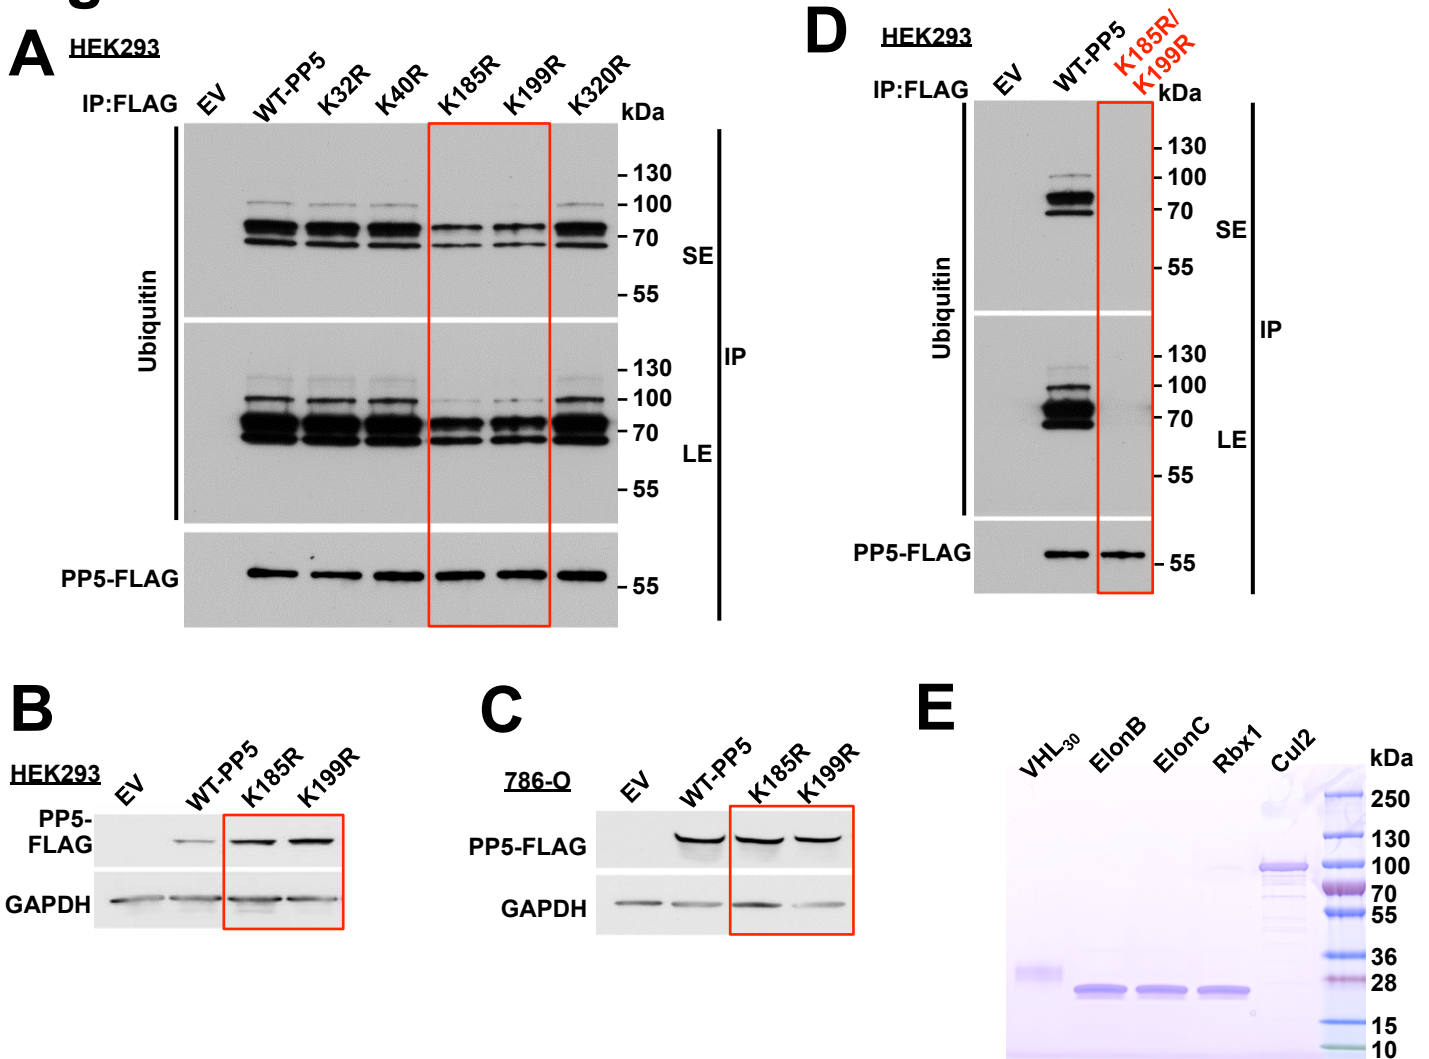 A
HEK293
IP:FLAG
EV
WT-PP5
K32R
K40R
K185R
K199R
K320R
kDa
130
100
70
55
SE
Ubiquitin
130
100
70
55
LE
IP
PP5-FLAG
55
D
HEK293
IP:FLAG
EV
WT-PP5
K185R/
K199R
kDa
130
100
70
55
SE
Ubiquitin
130
100
70
55
LE
IP
PP5-FLAG
55
B
HEK293
EV
WT-PP5
K185R
K199R
PP5-
FLAG
GAPDH
C
786-O
EV
WT-PP5
K185R
K199R
PP5-FLAG
GAPDH
E
VHL30
ElonB
ElonC
Rbx1
Cul2
kDa
250
130
100
70
55
36
28
15
10